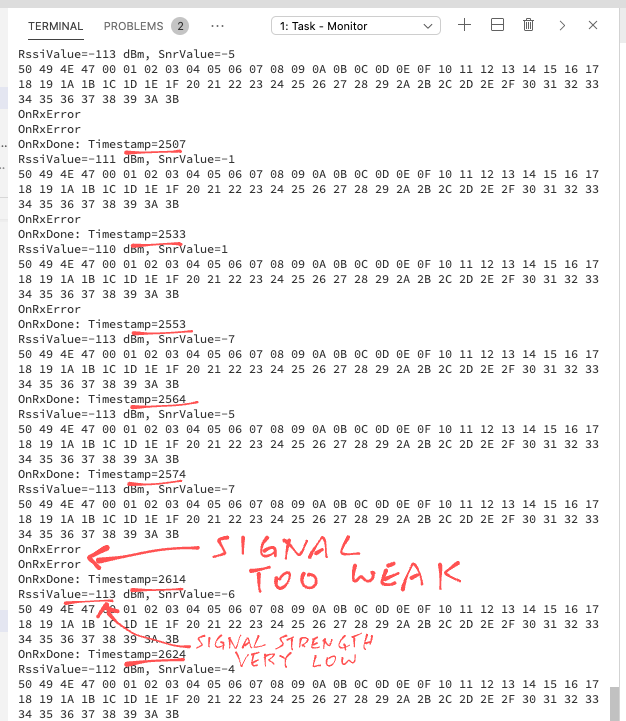 TERMINAL PROBLEMS 2 ... 1: Task - Monitor
RssiValue=-113 dBm, SnrValue=-5
50 49 4E 47 00 01 02 03 04 05 06 07 08 09 0A 0B 0C 0D 0E 0F 10 11 12 13 14 15 16 17
18 19 1A 1B 1C 1D 1E 1F 20 21 22 23 24 25 26 27 28 29 2A 2B 2C 2D 2E 2F 30 31 32 33
34 35 36 37 38 39 3A 3B
OnRxError
OnRxError
OnRxDone: Timestamp=2507
RssiValue=-111 dBm, SnrValue=-1
50 49 4E 47 00 01 02 03 04 05 06 07 08 09 0A 0B 0C 0D 0E 0F 10 11 12 13 14 15 16 17
18 19 1A 1B 1C 1D 1E 1F 20 21 22 23 24 25 26 27 28 29 2A 2B 2C 2D 2E 2F 30 31 32 33
34 35 36 37 38 39 3A 3B
OnRxError
OnRxDone: Timestamp=2533
RssiValue=-110 dBm, SnrValue=1
50 49 4E 47 00 01 02 03 04 05 06 07 08 09 0A 0B 0C 0D 0E 0F 10 11 12 13 14 15 16 17
18 19 1A 1B 1C 1D 1E 1F 20 21 22 23 24 25 26 27 28 29 2A 2B 2C 2D 2E 2F 30 31 32 33
34 35 36 37 38 39 3A 3B
OnRxError
OnRxDone: Timestamp=2553
RssiValue=-113 dBm, SnrValue=-7
50 49 4E 47 00 01 02 03 04 05 06 07 08 09 0A 0B 0C 0D 0E 0F 10 11 12 13 14 15 16 17
18 19 1A 1B 1C 1D 1E 1F 20 21 22 23 24 25 26 27 28 29 2A 2B 2C 2D 2E 2F 30 31 32 33
34 35 36 37 38 39 3A 3B
OnRxDone: Timestamp=2564
RssiValue=-113 dBm, SnrValue=-5
50 49 4E 47 00 01 02 03 04 05 06 07 08 09 0A 0B 0C 0D 0E 0F 10 11 12 13 14 15 16 17
18 19 1A 1B 1C 1D 1E 1F 20 21 22 23 24 25 26 27 28 29 2A 2B 2C 2D 2E 2F 30 31 32 33
34 35 36 37 38 39 3A 3B
OnRxDone: Timestamp=2574
RssiValue=-113 dBm, SnrValue=-7
50 49 4E 47 00 01 02 03 04 05 06 07 08 09 0A 0B 0C 0D 0E 0F 10 11 12 13 14 15 16 17
18 19 1A 1B 1C 1D 1E 1F 20 21 22 23 24 25 26 27 28 29 2A 2B 2C 2D 2E 2F 30 31 32 33
34 35 36 37 38 39 3A 3B
OnRxError
SIGNAL
OnRxError
TOO WEAK
OnRxDone: Timestamp=2614
RssiValue=-113 dBm, SnrValue=-6
50 49 4E 47 00 01 02 03 04 05 06 07 08 09 0A 0B 0C 0D 0E 0F 10 11 12 13 14 15 16 17
18 19 1A 1B 1C 1D 1E 1F 20 21 22 23 24 25 26 27 28 29 2A 2B 2C 2D 2E 2F 30 31 32 33
34 35 36 37 38 39 3A 3B
SIGNAL STRENGTH
VERY LOW
OnRxDone: Timestamp=2624
RssiValue=-112 dBm, SnrValue=-4
50 49 4E 47 00 01 02 03 04 05 06 07 08 09 0A 0B 0C 0D 0E 0F 10 11 12 13 14 15 16 17
18 19 1A 1B 1C 1D 1E 1F 20 21 22 23 24 25 26 27 28 29 2A 2B 2C 2D 2E 2F 30 31 32 33
34 35 36 37 38 39 3A 3B